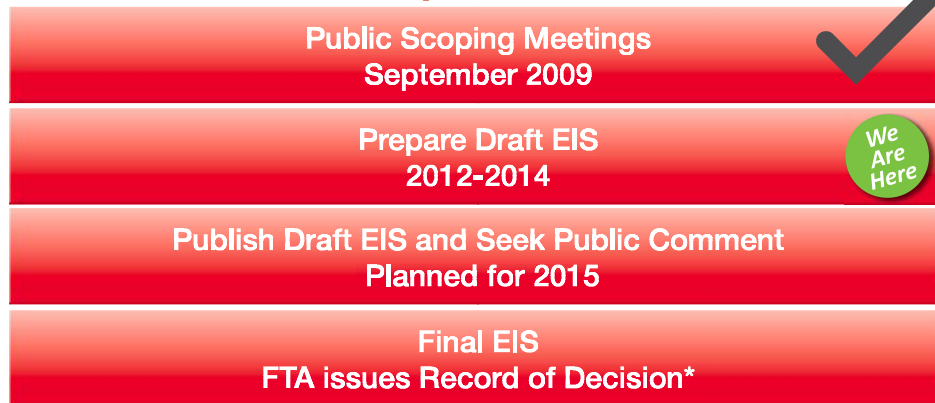 Public Scoping Meetings
September 2009
Prepare Draft EIS
2012-2014
We
Are
Here
Publish Draft EIS and Seek Public Comment
Planned for 2015
Final EIS
FTA issues Record of Decision*